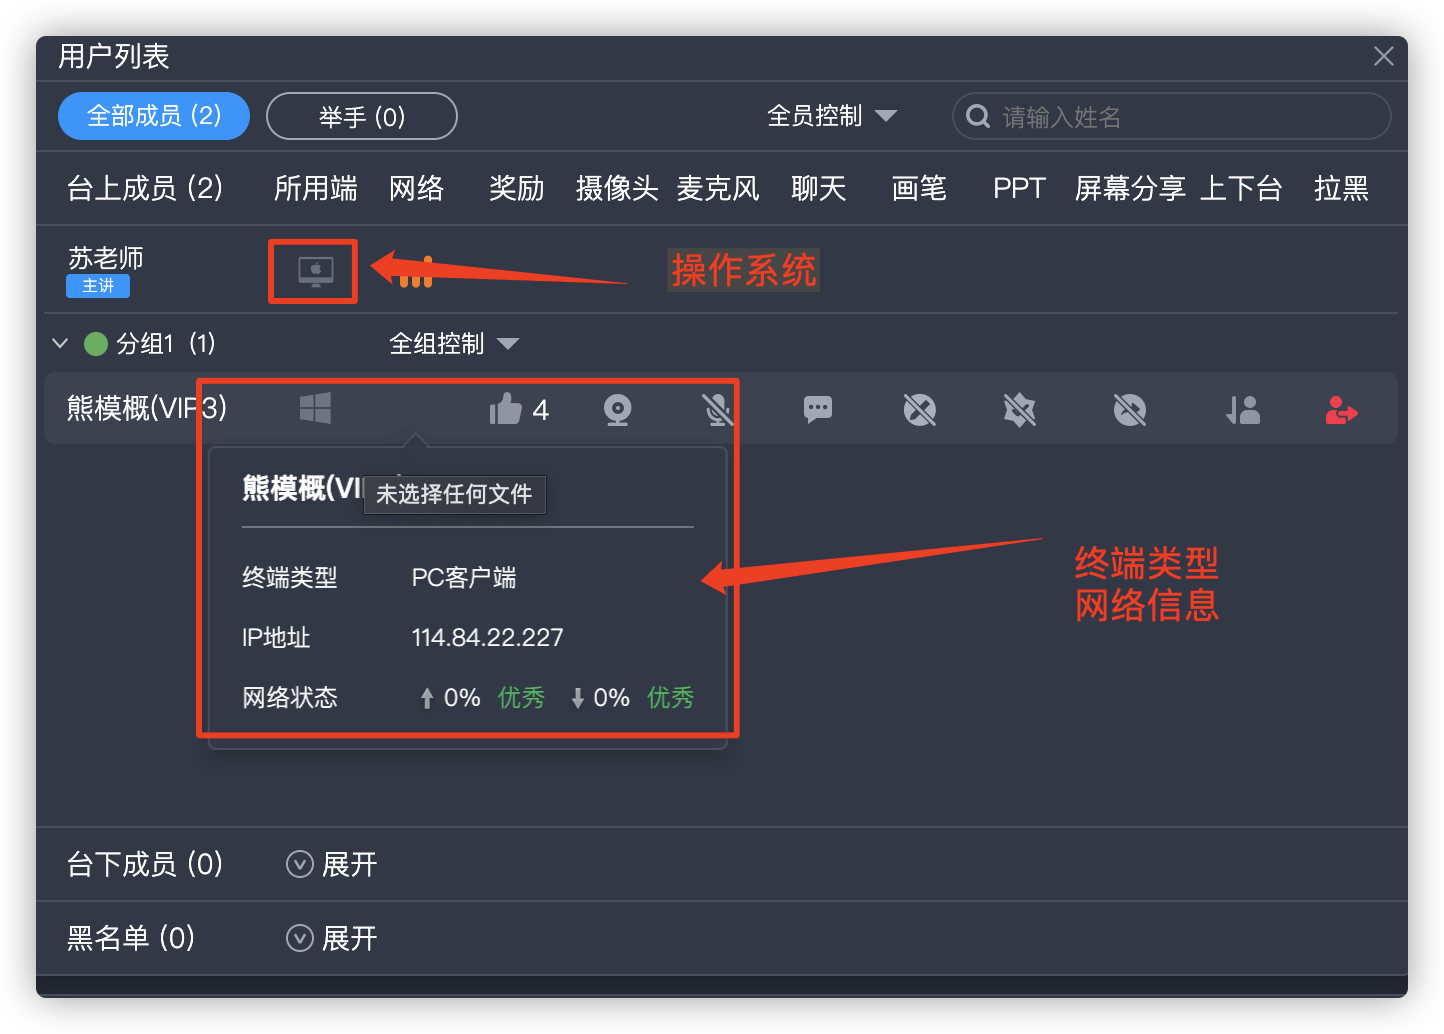 用户列表
全部成员 (2)
举手 (0)
全员控制
请输入姓名
台上成员 (2)
所用端
网络
奖励
摄像头
麦克风
聊天
画笔
PPT
屏幕分享
上下台
拉黑
苏老师
主讲
操作系统
分组1 (1)
全组控制
熊模概(VIP3)
4
熊模概(VI
未选择任何文件
终端类型
PC客户端
IP地址
114.84.22.227
网络状态
0% 优秀
0% 优秀
终端类型
网络信息
台下成员 (0)
展开
黑名单 (0)
展开